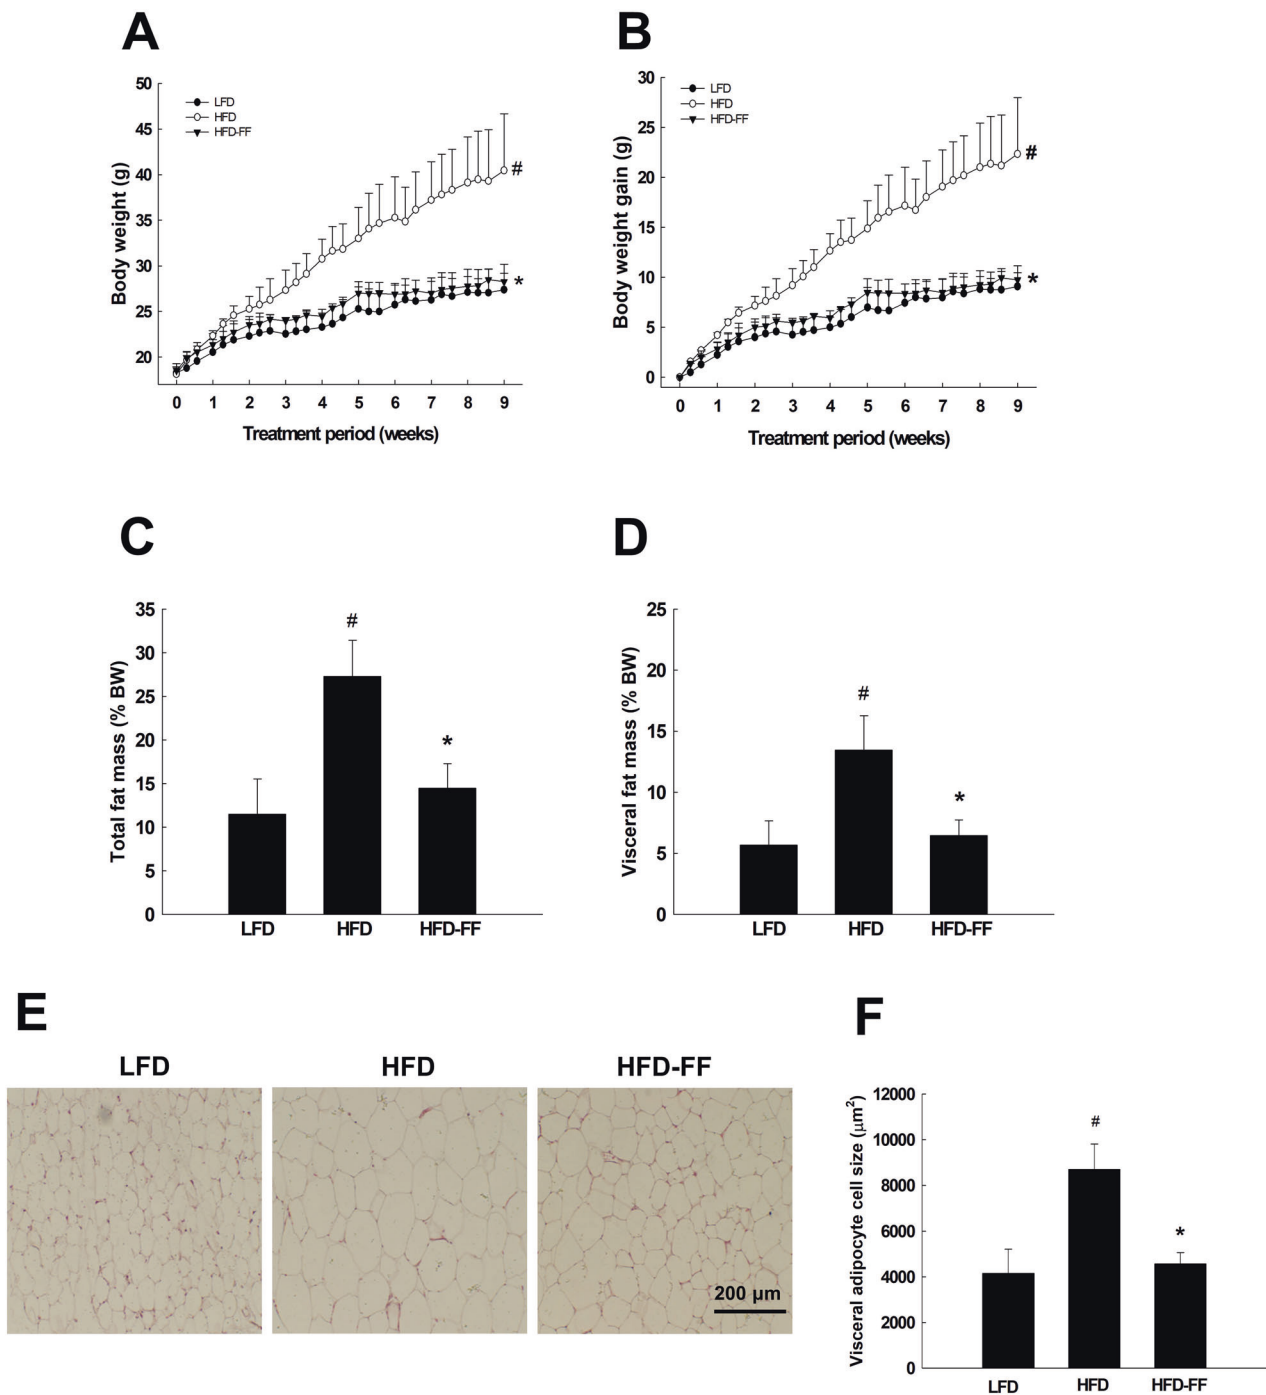 A
50
45
40
35
30
25
20
LFD
HFD
HFD-FF
#
*
0 1 2 3 4 5 6 7 8 9
Body weight (g)
Treatment period (weeks)
B
30
25
20
15
10
5
0
LFD
HFD
HFD-FF
#
*
0 1 2 3 4 5 6 7 8 9
Body weight gain (g)
Treatment period (weeks)
C
35
30
25
20
15
10
5
0
#
*
Total fat mass (% BW)
LFD HFD HFD-FF
D
25
20
15
10
5
0
#
*
Visceral fat mass (% BW)
LFD HFD HFD-FF
E
LFD HFD HFD-FF
200 μm
F
12000
10000
8000
6000
4000
2000
0
#
*
Visceral adipocyte cell size (μm²)
LFD HFD HFD-FF